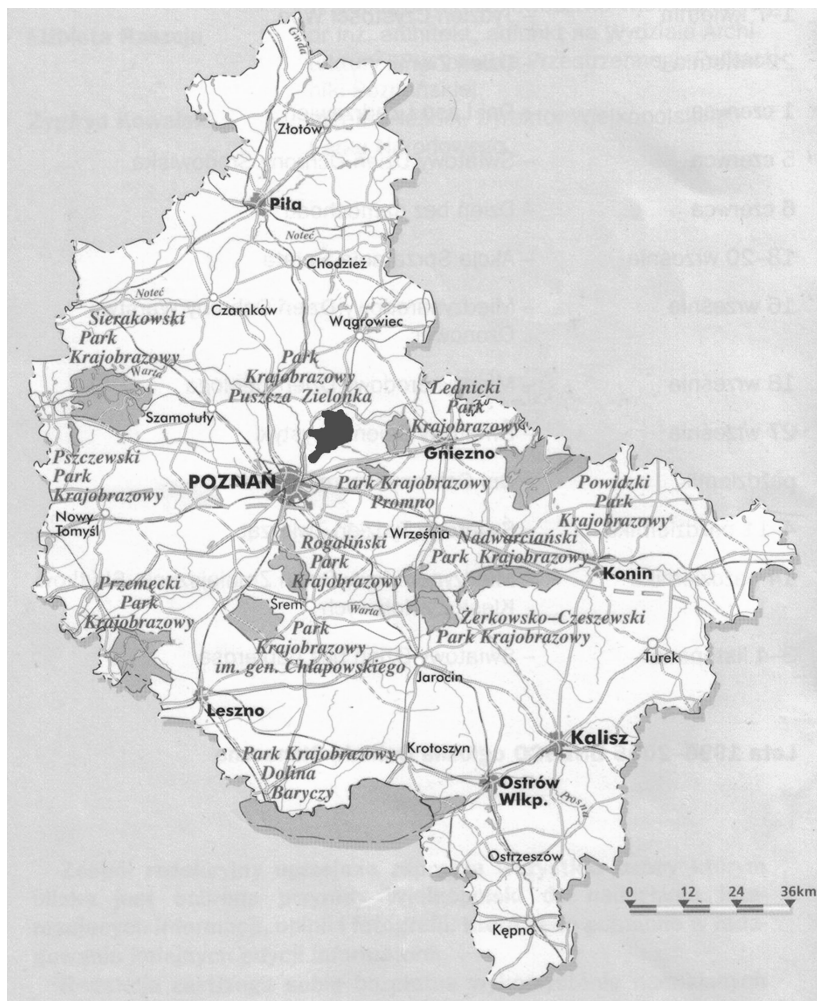 Gwda
Złotów
Piła
Noteć
Chodzież
Noteć
Czarnków
Sierakowski
Park
Krajobrazowy
Wągrowiec
Warta
Park
Krajobrazowy
Puszcza Zielonka
Lednicki
Park
Krajobrazowy
Szamotuły
Gniezno
Pszczewski
Park
Krajobrazowy
POZNAŃ
Park Krajobrazowy
Promno
Powidzki
Park
Krajobrazowy
Nowy
Tomyśl
Września
Rogaliński
Park
Krajobrazowy
Nadwarciański
Park Krajobrazowy
Konin
Przemęcki
Park
Krajobrazowy
Śrem
Warta
Żerkowsko–Czeszewski
Park Krajobrazowy
Park
Krajobrazowy
im. gen. Chłapowskiego
Turek
Jarocin
Leszno
Kalisz
Krotoszyn
Park Krajobrazowy
Dolina
Baryczy
Ostrów
Wlkp.
Prosna
Ostrzeszów
Kępno
0 12 24 36km